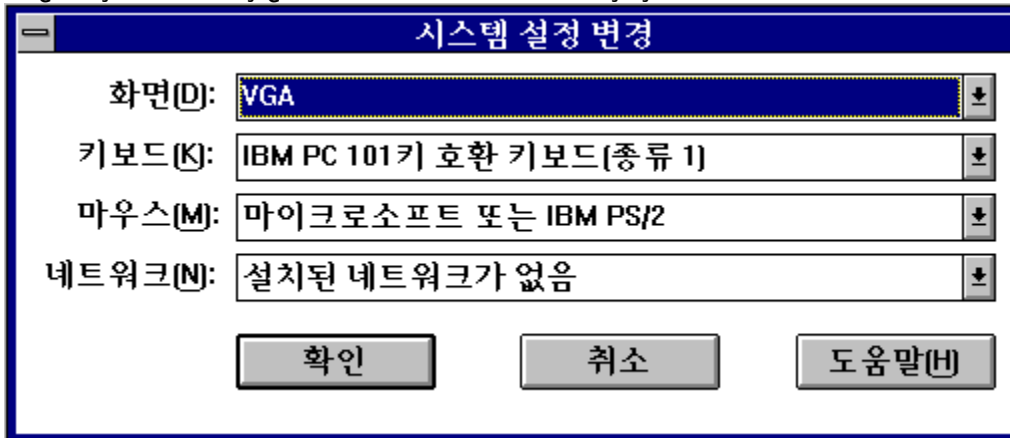 시스템 설정 변경
화면(D): VGA
키보드(K): IBM PC 101키 호환 키보드(종류 1)
마우스(M): 마이크로소프트 또는 IBM PS/2
네트워크(N): 설치된 네트워크가 없음
확인 취소 도움말(H)